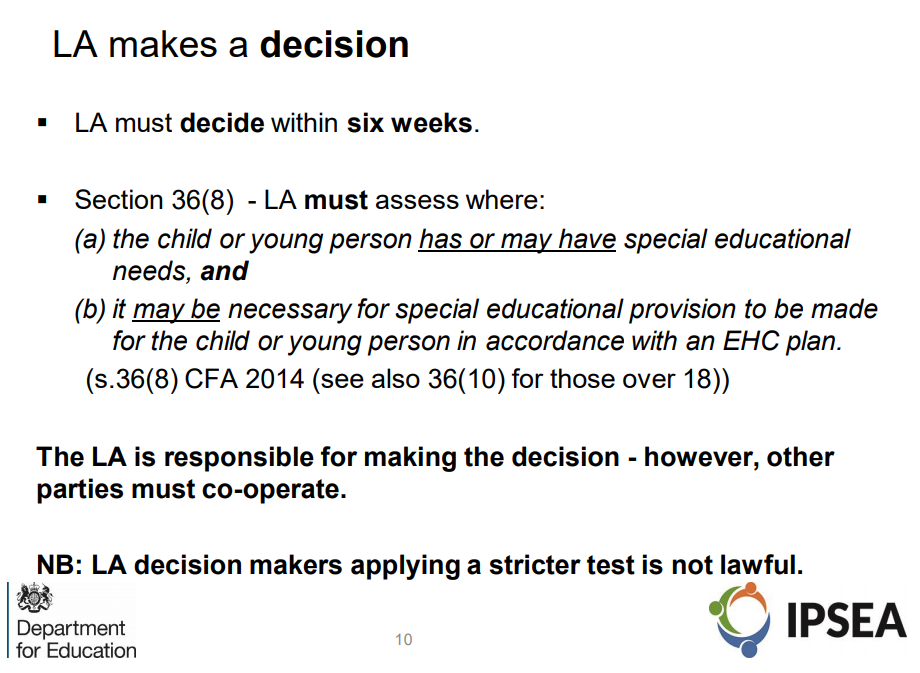 LA makes a decision
▪ LA must decide within six weeks.
▪ Section 36(8) - LA must assess where:
(a) the child or young person has or may have special educational
needs, and
(b) it may be necessary for special educational provision to be made
for the child or young person in accordance with an EHC plan.
(s.36(8) CFA 2014 (see also 36(10) for those over 18))
The LA is responsible for making the decision - however, other
parties must co-operate.
NB: LA decision makers applying a stricter test is not lawful.
Department
for Education
10
IPSEA